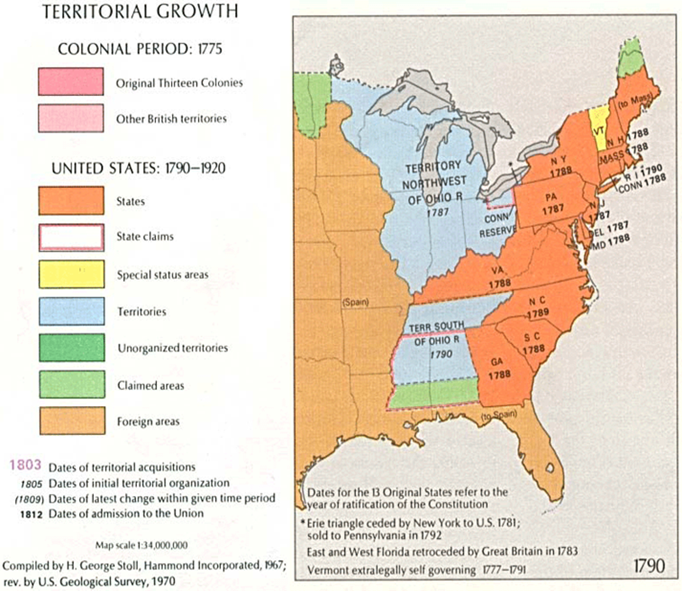 TERRITORIAL GROWTH
COLONIAL PERIOD: 1775
Original Thirteen Colonies
Other British territories
UNITED STATES: 1790–1920
States
State claims
Special status areas
Territories
Unorganized territories
Claimed areas
Foreign areas
1803 Dates of territorial acquisitions
1805 Dates of initial territorial organization
(1809) Dates of latest change within given time period
1812 Dates of admission to the Union
Map scale 1:34,000,000
Compiled by H. George Stoll, Hammond Incorporated, 1967;
rev. by U.S. Geological Survey, 1970
(to Mass)
VT
N H 1788
MASS 1788
R I 1790
CONN 1788
N Y
1788
*
TERRITORY
NORTHWEST
OF OHIO R
1787
PA
1787
N J
1787
DEL 1787
MD 1788
CONN
RESERVE
VA
1788
(Spain)
N C
1789
TERR SOUTH
OF OHIO R
1790
S C
1788
GA
1788
(to Spain)
Dates for the 13 Original States refer to the
year of ratification of the Constitution
* Erie triangle ceded by New York to U.S. 1781;
sold to Pennsylvania in 1792
East and West Florida retroceded by Great Britain in 1783
Vermont extralegally self governing 1777–1791
1790